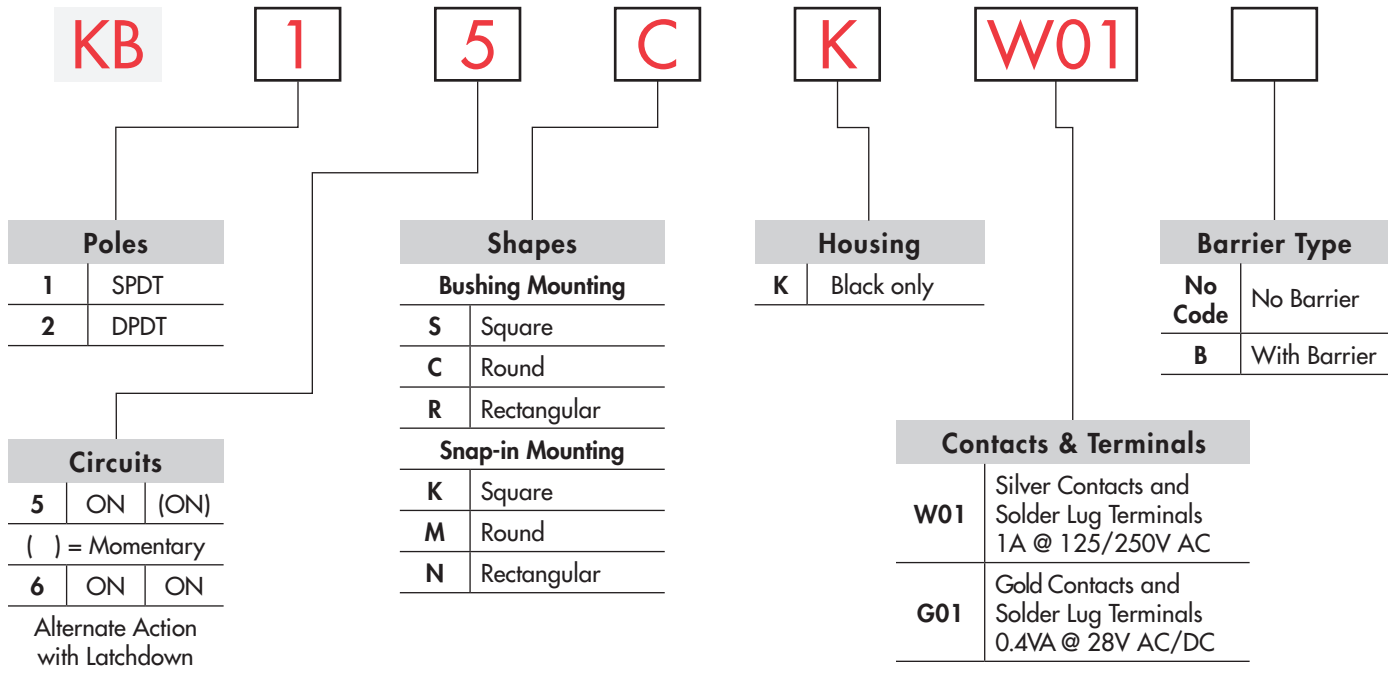 KB 1 5 C K W01
Poles
1 SPDT
2 DPDT
Circuits
5 ON (ON)
( ) = Momentary
6 ON ON
Alternate Action
with Latchdown
Shapes
Bushing Mounting
S Square
C Round
R Rectangular
Snap-in Mounting
K Square
M Round
N Rectangular
Housing
K Black only
Contacts & Terminals
W01 Silver Contacts and
Solder Lug Terminals
1A @ 125/250V AC
G01 Gold Contacts and
Solder Lug Terminals
0.4VA @ 28V AC/DC
Barrier Type
No
Code No Barrier
B With Barrier